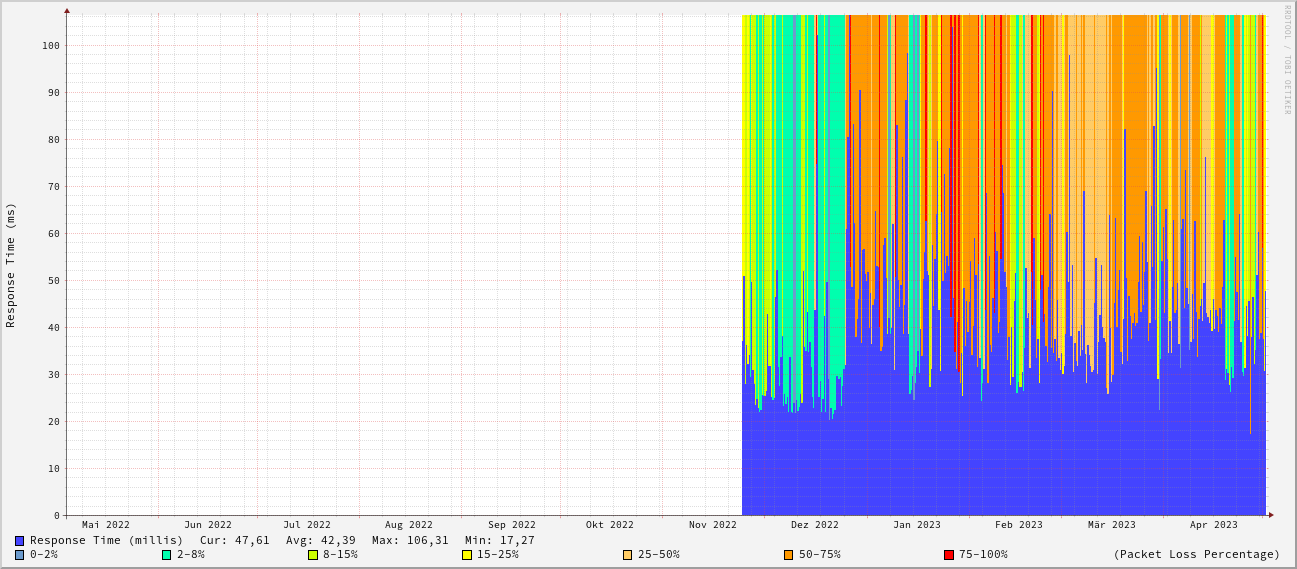 RRDTOOL / TOBI OETIKER
Response Time (ms)
100
90
80
70
60
50
40
30
20
10
0
Mai 2022 Jun 2022 Jul 2022 Aug 2022 Sep 2022 Okt 2022 Nov 2022 Dez 2022 Jan 2023 Feb 2023 Mär 2023 Apr 2023
Response Time (millis) Cur: 47,61 Avg: 42,39 Max: 106,31 Min: 17,27
0-2% 2-8% 8-15% 15-25% 25-50% 50-75% 75-100% (Packet Loss Percentage)